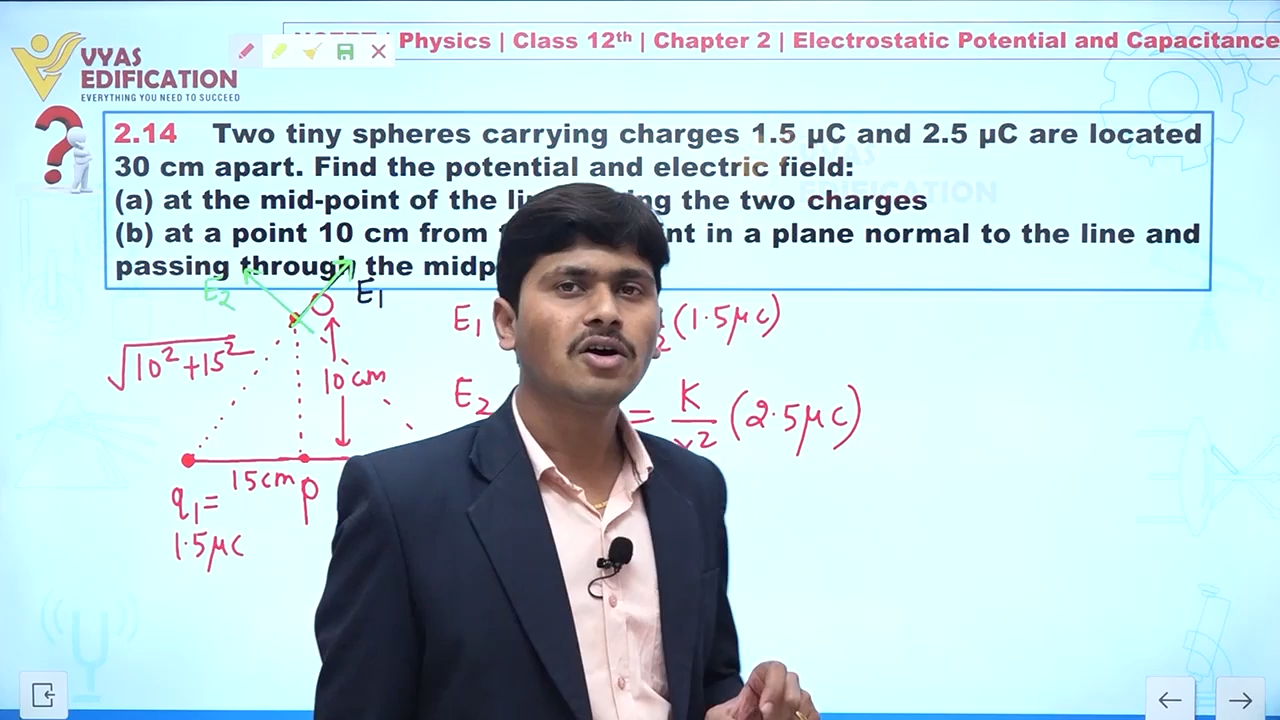 Physics | Class 12th | Chapter 2 | Electrostatic Potential and Capacitance
VYAS
EDIFICATION
EVERYTHING YOU NEED TO SUCCEED
2.14 Two tiny spheres carrying charges 1.5 μC and 2.5 μC are located
30 cm apart. Find the potential and electric field:
(a) at the mid-point of the the two charges
(b) at a point 10 cm from in a plane normal to the line and
passing through the
E2
E1
O
√10²+15²
10 cm
15cm
P
q1=
1.5μC
E1 (1.5μC)
E2 = K (2.5μC)